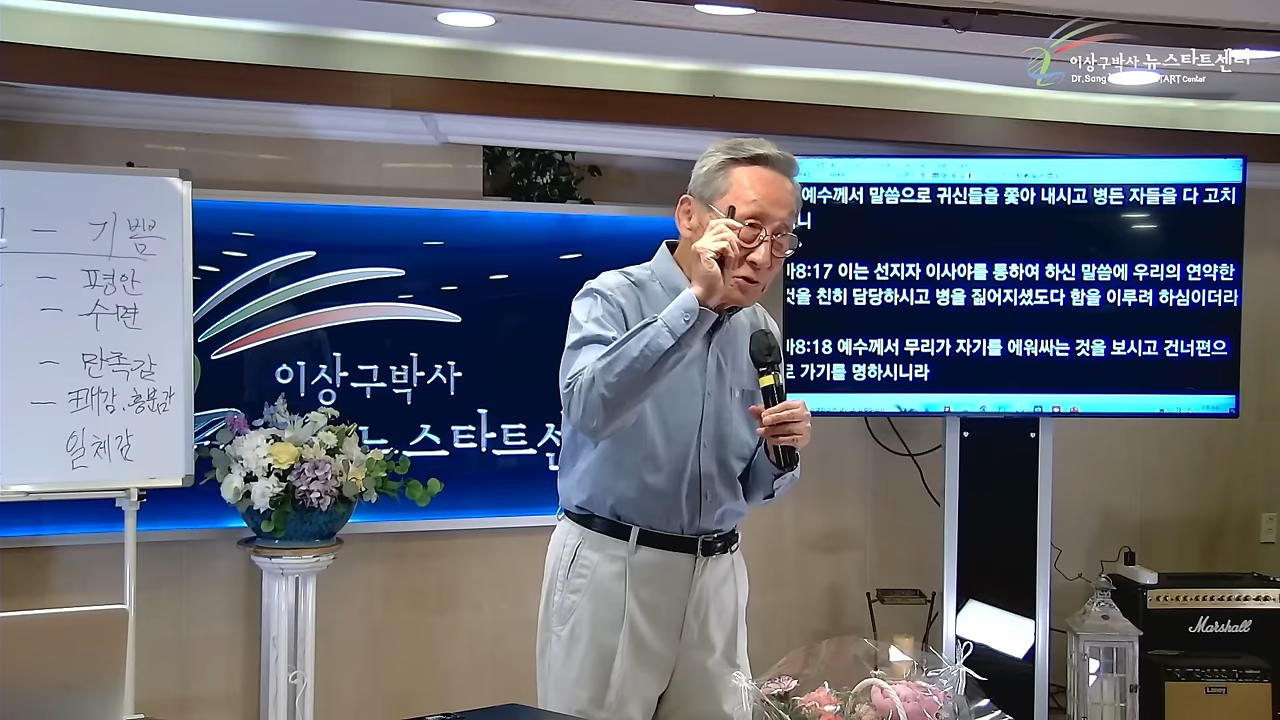 이상구박사 뉴스타트센터
Dr.Sang START Center
— 기쁨
— 평안
— 수면
— 만족감
— 쾌감, 흥분감
일체감
이상구박사
뉴스타트센
예수께서 말씀으로 귀신들을 쫓아 내시고 병든 자들을 다 고치
니
마8:17 이는 선지자 이사야를 통하여 하신 말씀에 우리의 연약한
것을 친히 담당하시고 병을 짊어지셨도다 함을 이루려 하심이더라
마8:18 예수께서 무리가 자기를 에워싸는 것을 보시고 건너편으
로 가기를 명하시니라
Marshall
Laney